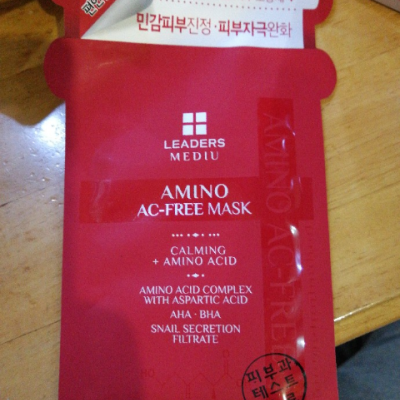 민감피부진정·피부자극완화
LEADERS
MEDIU
AMINO
AC-FREE MASK
CALMING
+ AMINO ACID
AMINO ACID COMPLEX
WITH ASPARTIC ACID
AHA - BHA
SNAIL SECRETION
FILTRATE
AMINO AC-FREE
피부과
테스트